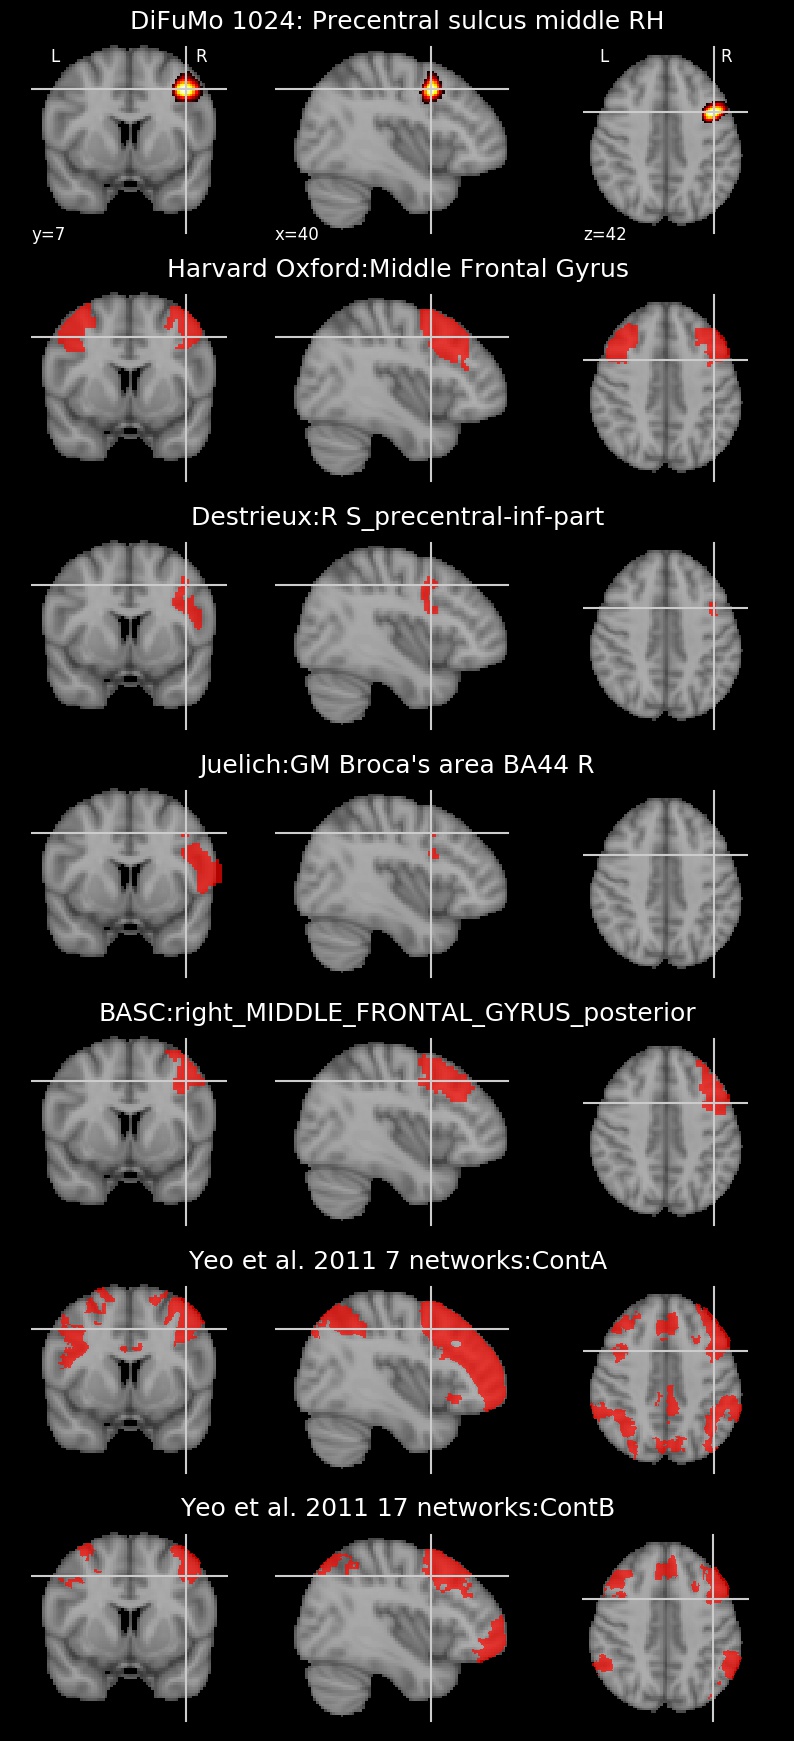 DiFuMo 1024: Precentral sulcus middle RH
L R L R
y=7 x=40 z=42
Harvard Oxford:Middle Frontal Gyrus
Destrieux:R S_precentral-inf-part
Juelich:GM Broca's area BA44 R
BASC:right_MIDDLE_FRONTAL_GYRUS_posterior
Yeo et al. 2011 7 networks:ContA
Yeo et al. 2011 17 networks:ContB